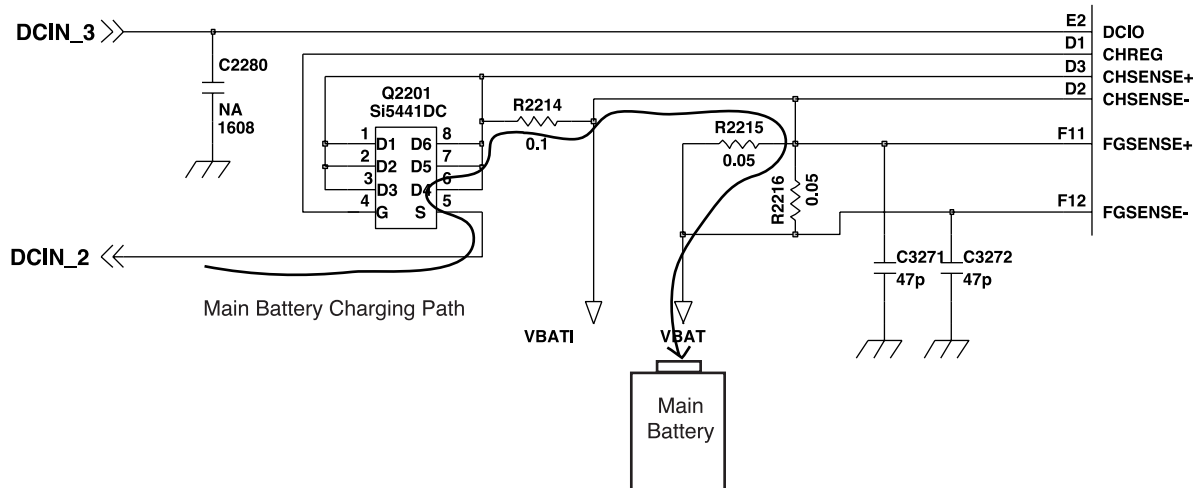 DCIN_3
E2
DCIO
D1
CHREG
D3
CHSENSE+
D2
CHSENSE-
C2280
NA
1608
Q2201
Si5441DC
1
D1
D6
8
2
D2
D5
7
3
D3
D4
6
4
G
S
5
R2214
0.1
R2215
0.05
R2216
0.05
F11
FGSENSE+
F12
FGSENSE-
DCIN_2
C3271
47p
C3272
47p
Main Battery Charging Path
VBATI
VBAT
Main
Battery